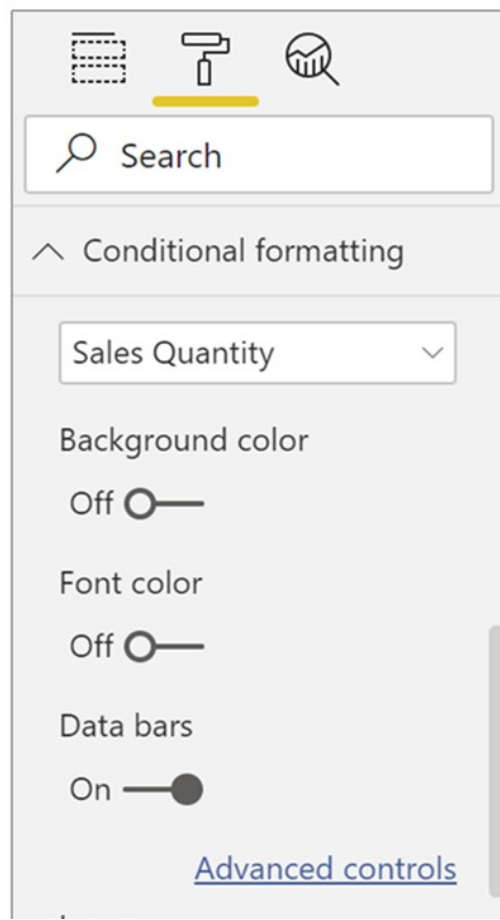 Search
Conditional formatting
Sales Quantity
Background color
Off
Font color
Off
Data bars
On
Advanced controls